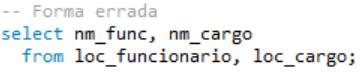 -- Forma errada
select nm_func, nm_cargo
from loc_funcionario, loc_cargo;